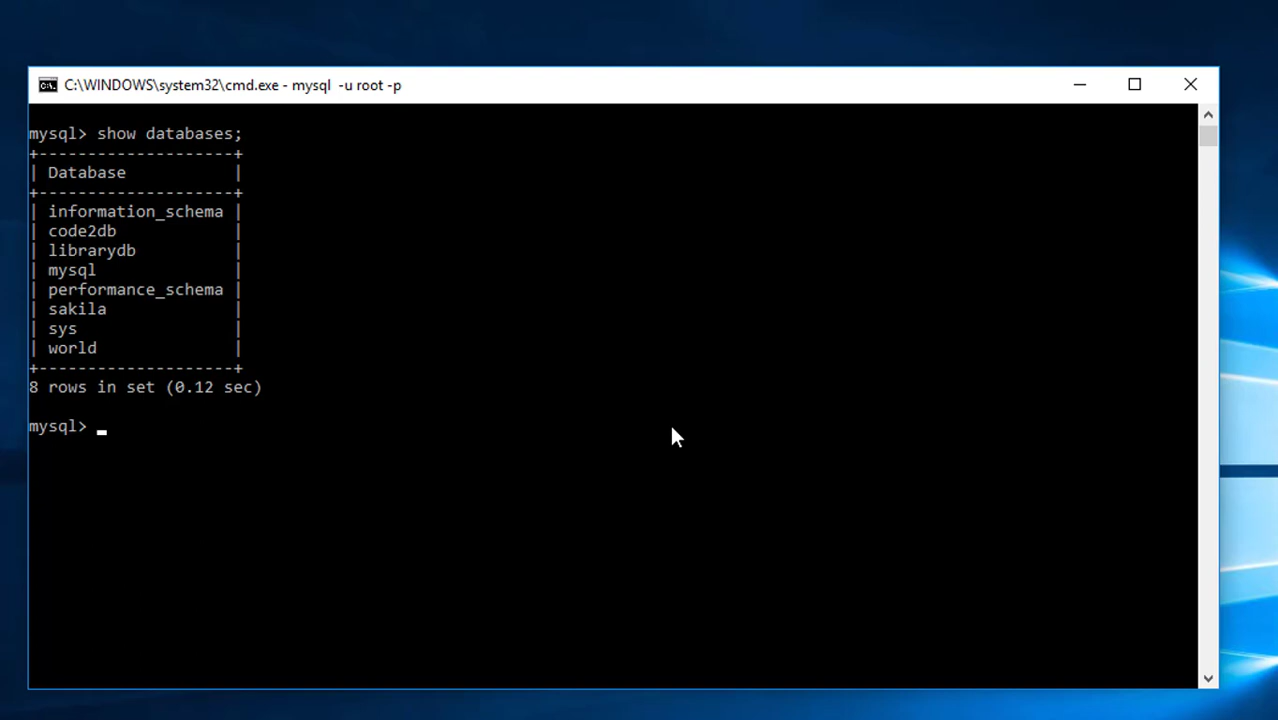 C:\WINDOWS\system32\cmd.exe - mysql  -u root -p
mysql> show databases;
+--------------------+
| Database           |
+--------------------+
| information_schema |
| code2db            |
| librarydb          |
| mysql              |
| performance_schema |
| sakila             |
| sys                |
| world              |
+--------------------+
8 rows in set (0.12 sec)
mysql> _